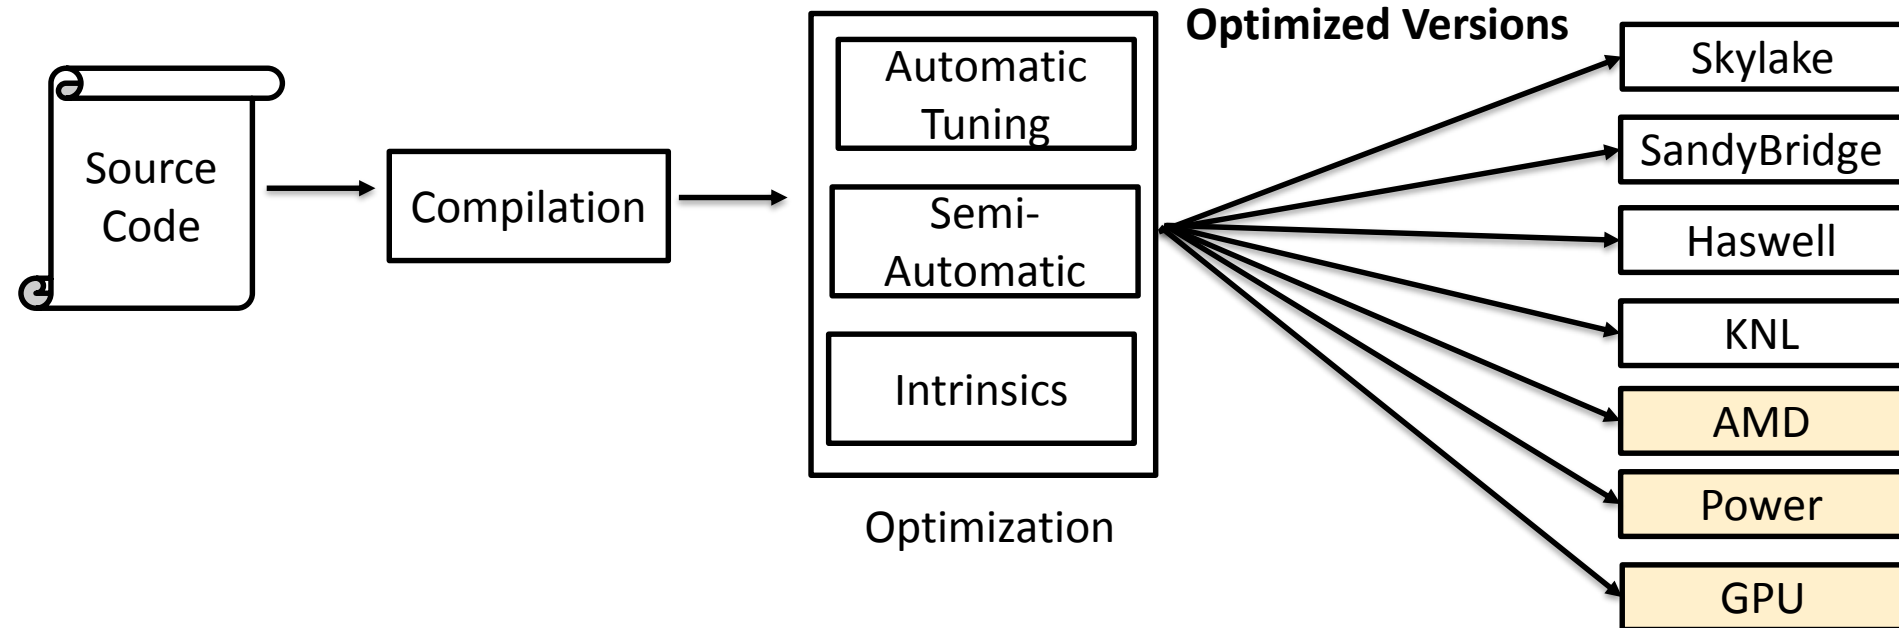 Source
Code
Compilation
Automatic
Tuning
Semi-
Automatic
Intrinsics
Optimization
Optimized Versions
Skylake
SandyBridge
Haswell
KNL
AMD
Power
GPU